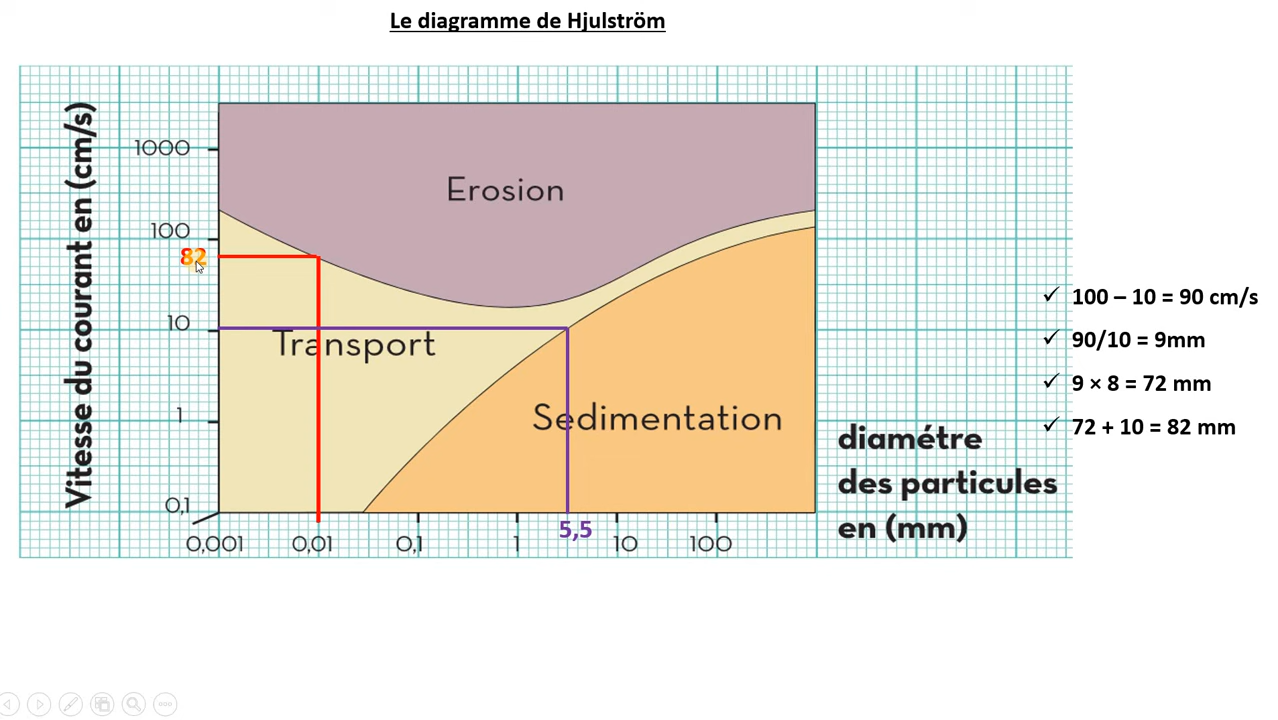 Le diagramme de Hjulström
Vitesse du courant en (cm/s)
1000
100
82
10
1
0,1
Erosion
Transport
Sedimentation
5,5
0,001 0,01 0,1 1 10 100
diamétre
des particules
en (mm)
✓ 100 – 10 = 90 cm/s
✓ 90/10 = 9mm
✓ 9 × 8 = 72 mm
✓ 72 + 10 = 82 mm